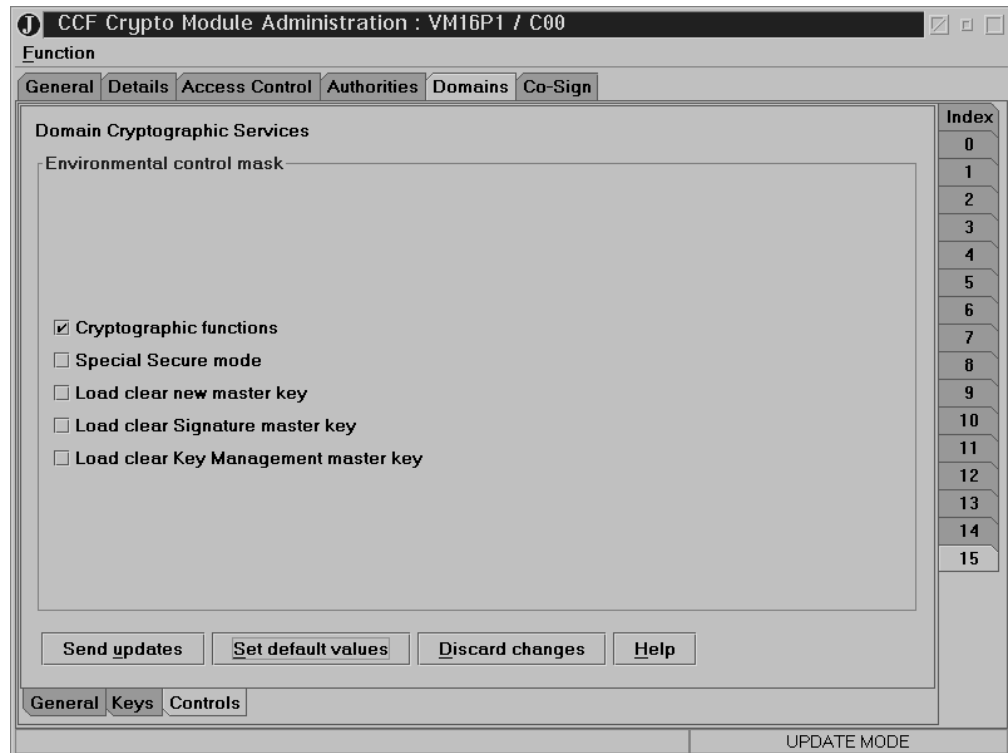 CCF Crypto Module Administration : VM16P1 / C00
Function
General Details Access Control Authorities Domains Co-Sign
Index
0
1
2
3
4
5
6
7
8
9
10
11
12
13
14
15
Domain Cryptographic Services
Environmental control mask
Cryptographic functions
Special Secure mode
Load clear new master key
Load clear Signature master key
Load clear Key Management master key
Send updates Set default values Discard changes Help
General Keys Controls
UPDATE MODE